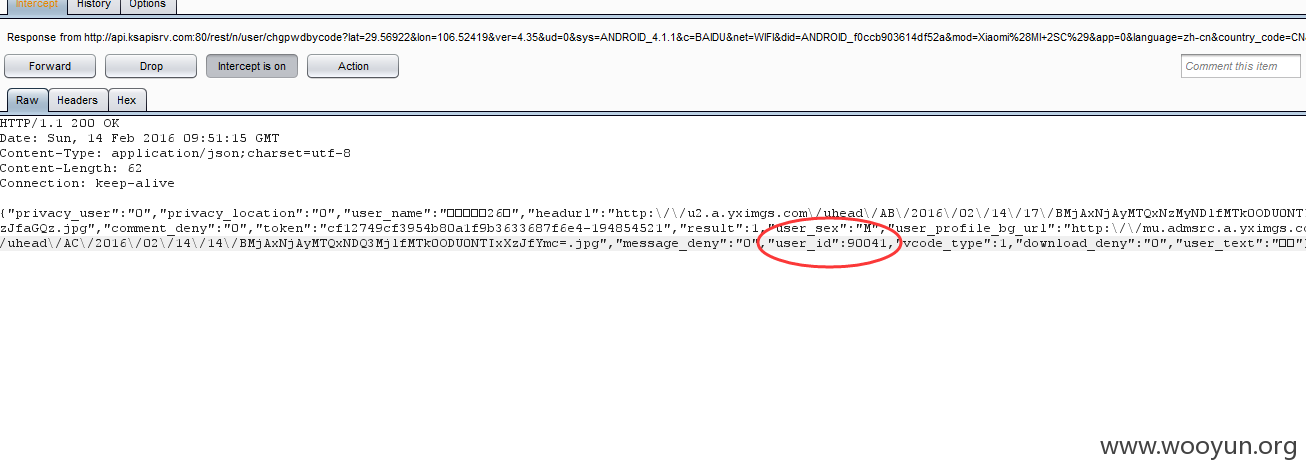 Intercept History Options
Response from http://api.ksapisrv.com:80/rest/n/user/chgpwdbycode?lat=29.56922&lon=106.52419&ver=4.35&ud=0&sys=ANDROID_4.1.1&c=BAIDU&net=WIFI&did=ANDROID_f0ccb903614df52a&mod=Xiaomi%28MI+2SC%29&app=0&language=zh-cn&country_code=CN&
Forward Drop Intercept is on Action Comment this item
Raw Headers Hex
HTTP/1.1 200 OK
Date: Sun, 14 Feb 2016 09:51:15 GMT
Content-Type: application/json;charset=utf-8
Content-Length: 62
Connection: keep-alive
{"privacy_user":"0","privacy_location":"0","user_name":"□□□□□26□","headurl":"http:\/\/u2.a.yximgs.com\/uhead\/AB\/2016\/02\/14\/17\/BMjAxNjAyMTQxNzMyNDlfMTk0ODU0NT
zJfaGQz.jpg","comment_deny":"0","token":"cf12749cf3954b80a1f9b3633687f6e4-194854521","result":1,"user_sex":"M","user_profile_bg_url":"http:\/\/mu.admsrc.a.yximgs.co
/uhead\/AC\/2016\/02\/14\/14\/BMjAxNjAyMTQxNDQ3MjlfMTk0ODU0NTIxXzJfYmc=.jpg","message_deny":"0","user_id":90041,"vcode_type":1,"download_deny":"0","user_text":"□□"
www.wooyun.org